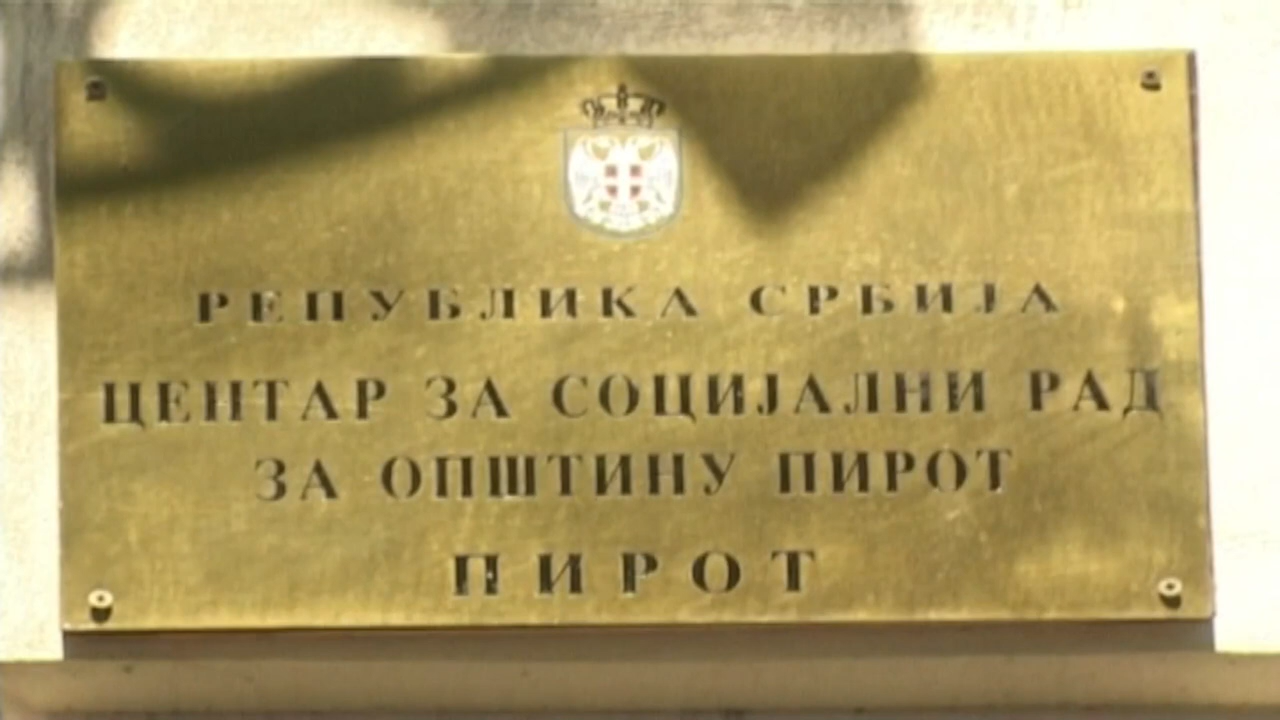 РЕПУБЛИКА СРБИЈА
ЦЕНТАР ЗА СОЦИЈАЛНИ РАД
ЗА ОПШТИНУ ПИРОТ
ПИРОТ